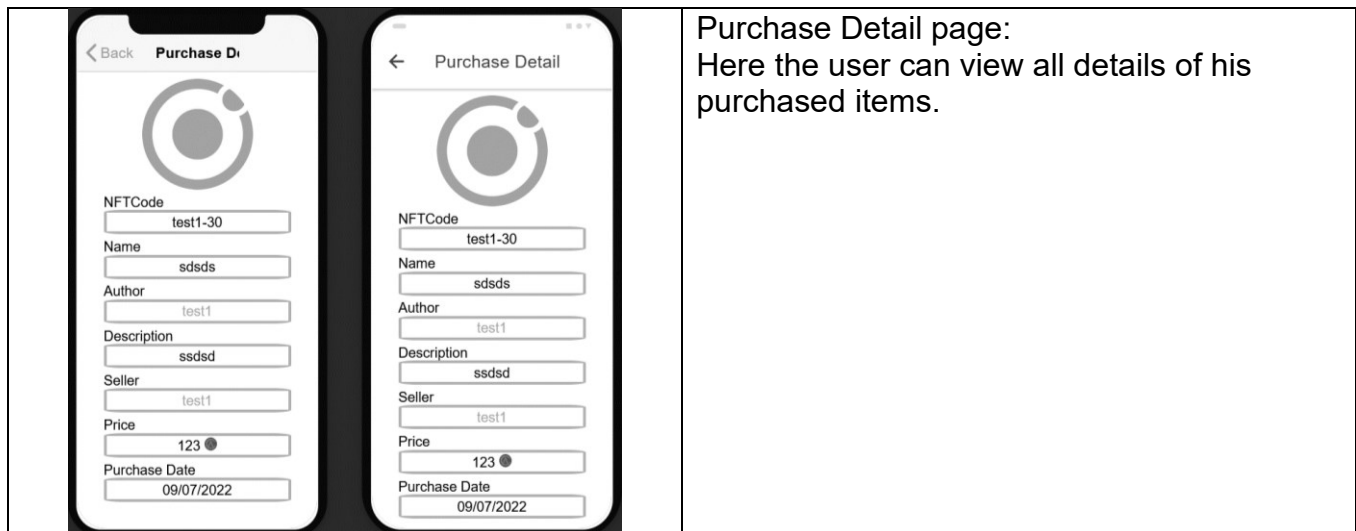 Back Purchase De
NFTCode
test1-30
Name
sdsds
Author
test1
Description
ssdsd
Seller
test1
Price
123
Purchase Date
09/07/2022
Purchase Detail
NFTCode
test1-30
Name
sdsds
Author
test1
Description
ssdsd
Seller
test1
Price
123
Purchase Date
09/07/2022
Purchase Detail page:
Here the user can view all details of his
purchased items.